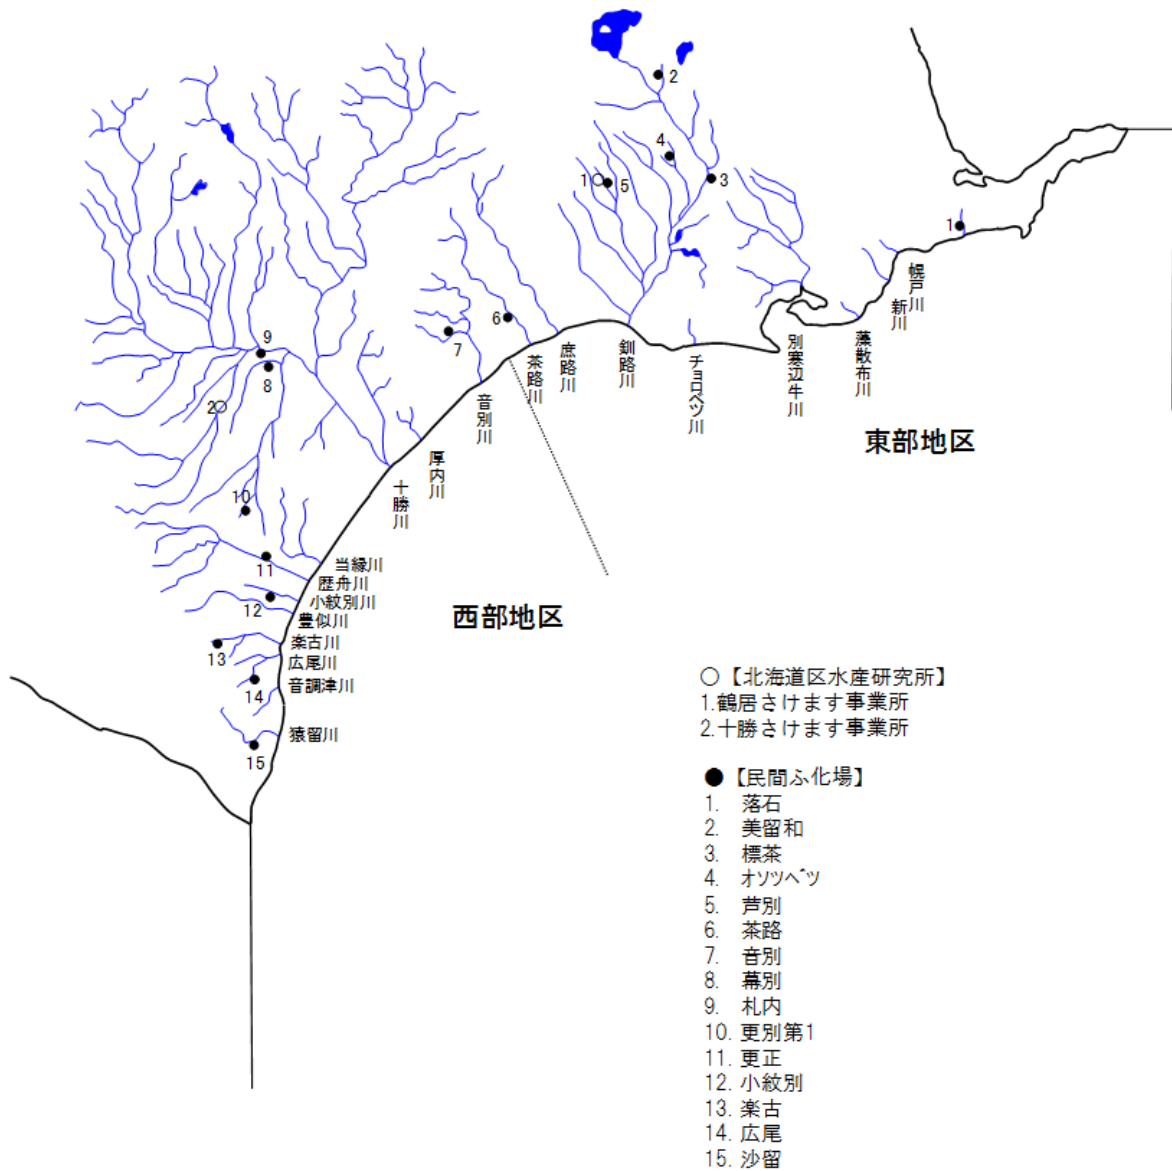 2
4
1
5
3
1
幌戸川
新川
藻散布川
別寒辺牛川
チョロベツ川
釧路川
庶路川
茶路川
6
7
音別川
厚内川
十勝川
9
8
2
10
11
12
13
14
15
東部地区
西部地区
当縁川
歴舟川
小紋別川
豊似川
楽古川
広尾川
音調津川
猿留川
○【北海道区水産研究所】
1.鶴居さけます事業所
2.十勝さけます事業所
●【民間ふ化場】
1. 落石
2. 美留和
3. 標茶
4. オソツベツ
5. 芦別
6. 茶路
7. 音別
8. 幕別
9. 札内
10. 更別第1
11. 更正
12. 小紋別
13. 楽古
14. 広尾
15. 沙留